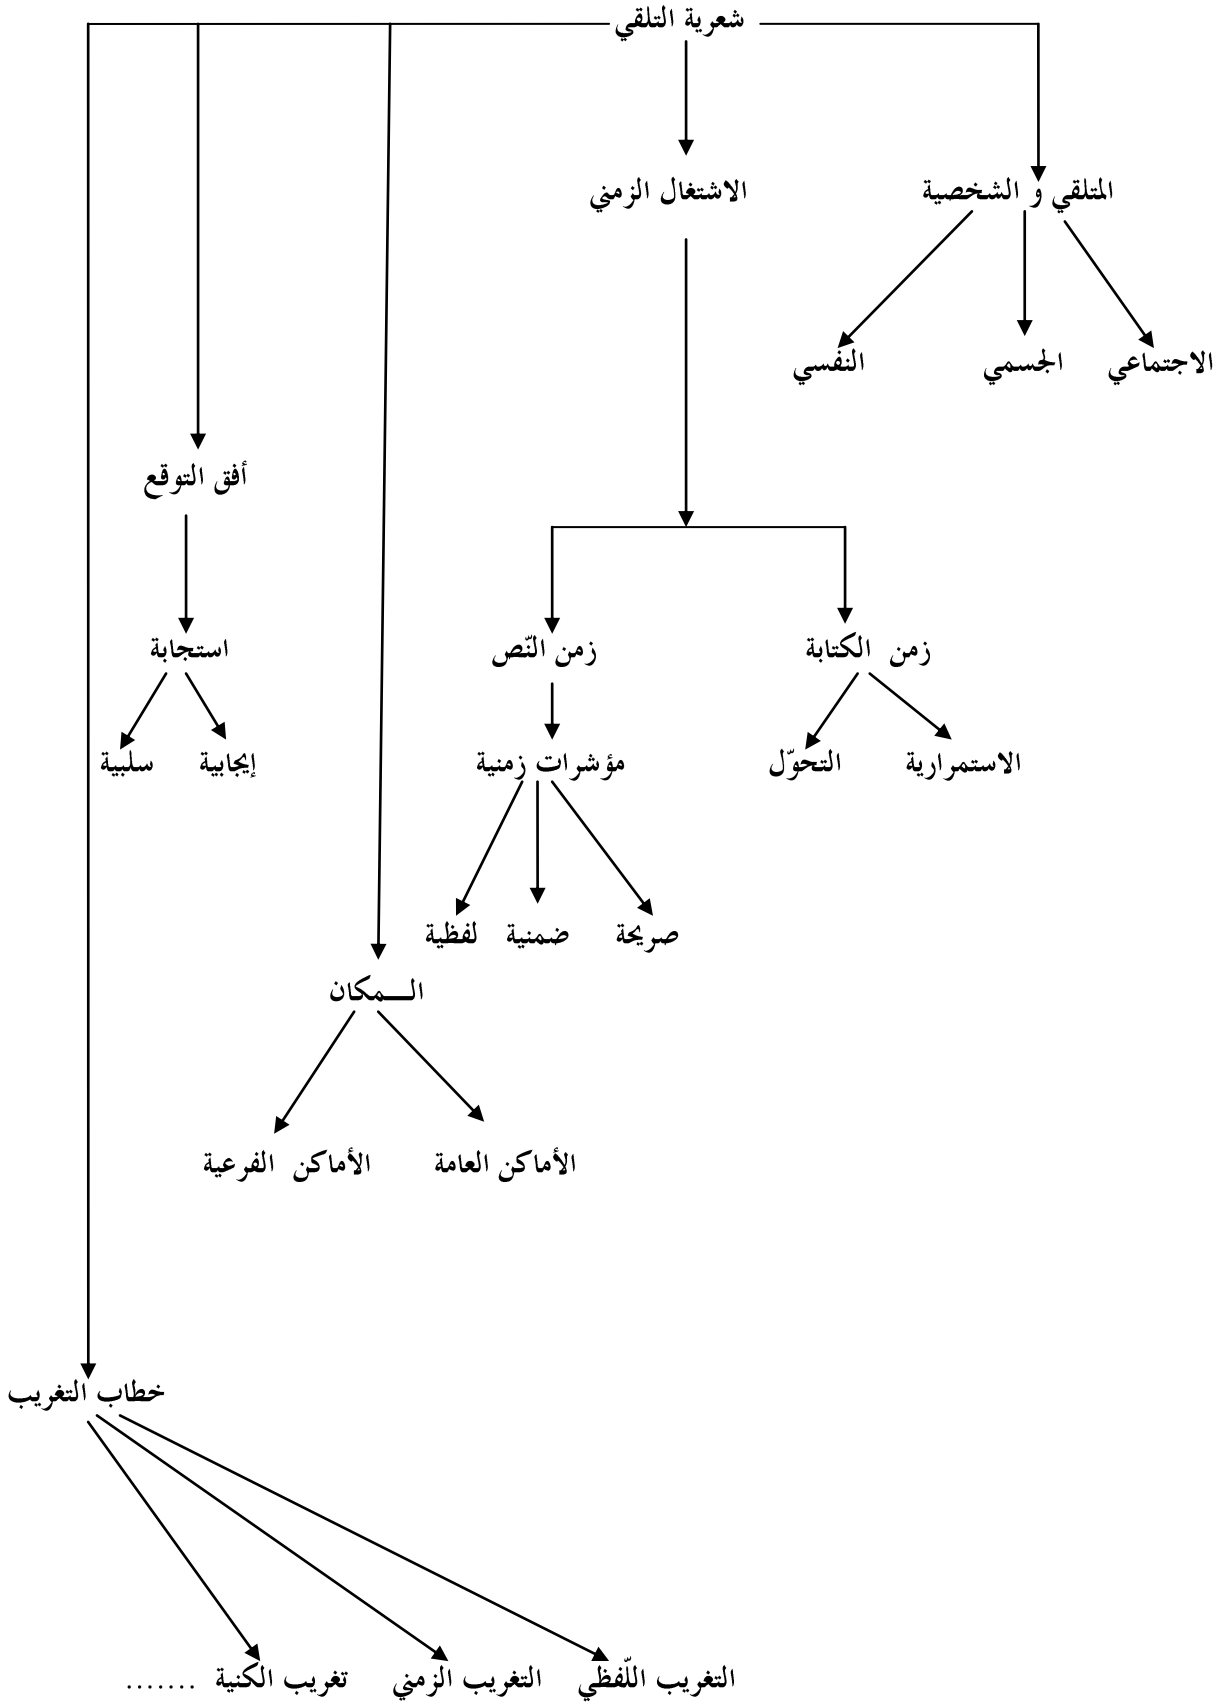 شعرية التلقي
الاشتغال الزمني
المتلقي و الشخصية
الاجتماعي
الجسمي
النفسي
أفق التوقع
زمن الكتابة
زمن النّص
استجابة
الاستمرارية
التحوّل
مؤشرات زمنية
إيجابية
سلبية
صريحة
ضمنية
لفظية
الـــمكان
الأماكن العامة
الأماكن الفرعية
خطاب التغريب
التغريب اللّفظي
التغريب الزمني
تغريب الكنية .......